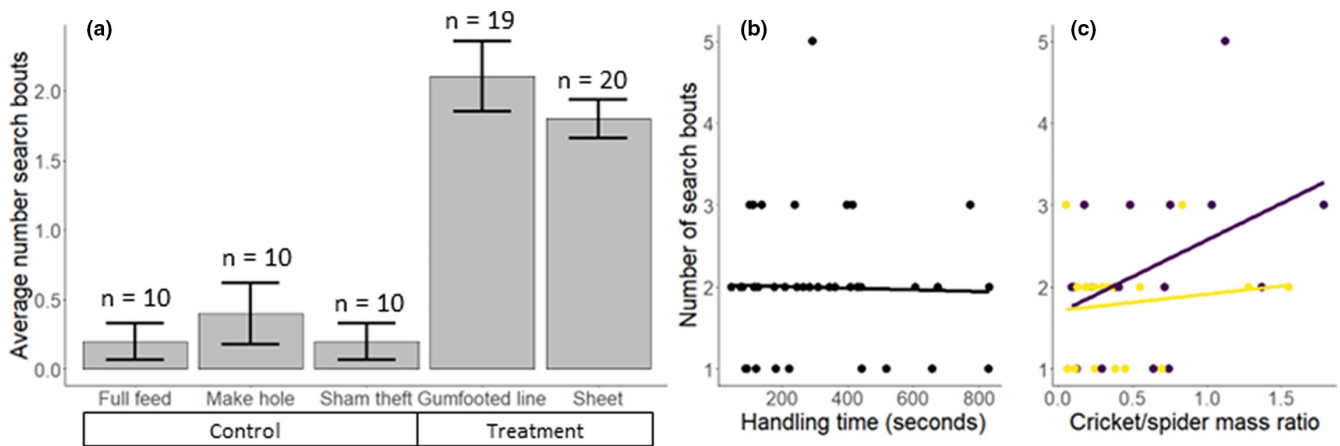 (a)
n = 10
n = 10
n = 10
n = 19
n = 20
Average number search bouts
2.0
1.5
1.0
0.5
0.0
Full feed
Make hole
Sham theft
Gumfooted line
Sheet
Control
Treatment
(b)
Number of search bouts
5
4
3
2
1
200
400
600
800
Handling time (seconds)
(c)
5
4
3
2
1
0.0
0.5
1.0
1.5
Cricket/spider mass ratio